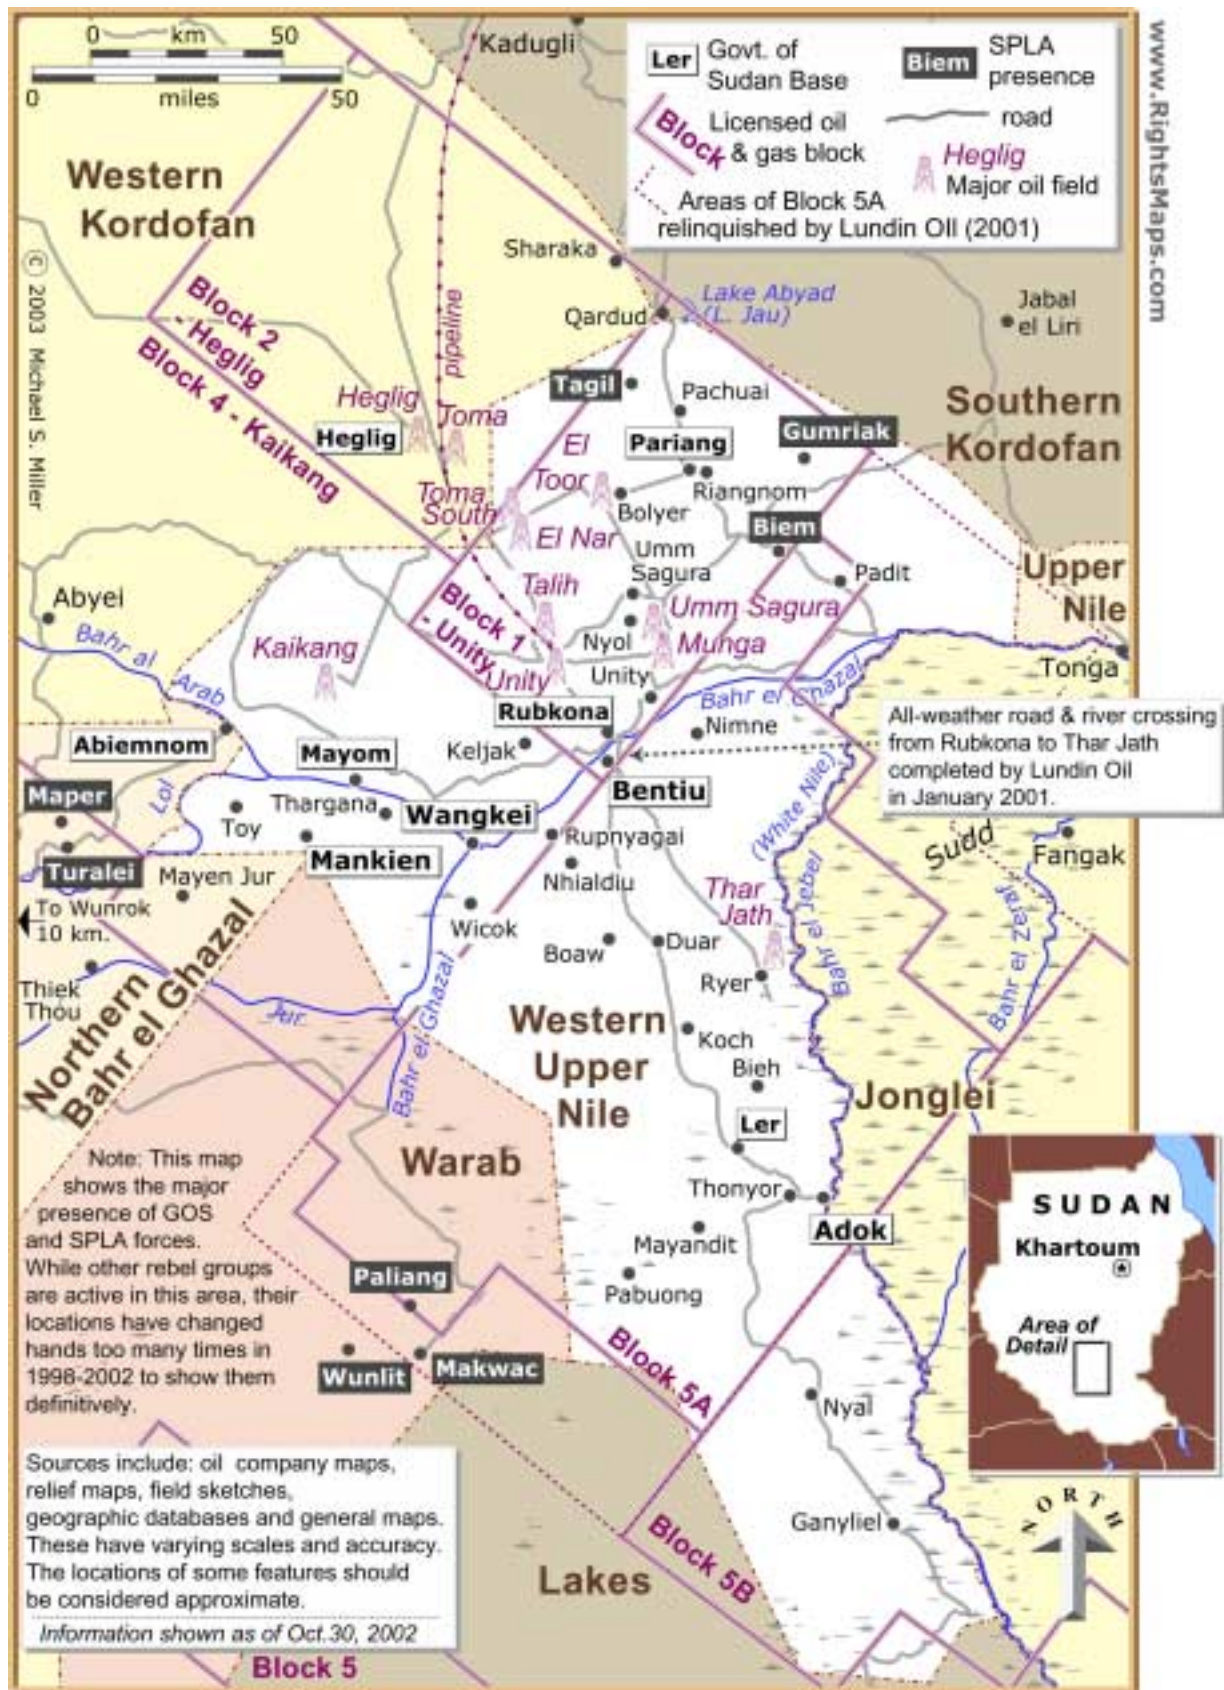 0 km 50
0 miles 50
Kadugli
Ler Govt. of
Sudan Base
Biem SPLA
presence
Block Licensed oil
& gas block
road
Heglig
Major oil field
Areas of Block 5A
relinquished by Lundin OIl (2001)
www.RightsMaps.com
© 2003 Michael S. Miller
Western
Kordofan
Sharaka
pipeline
Lake Abyad
(L. Jau)
Qardud
Jabal
el Liri
Block 2
- Heglig
Block 4 - Kaikang
Tagil
Pachuai
Southern
Kordofan
Heglig
Toma
Heglig
El
Toor
Pariang
Gumriak
Toma
South
Riangnom
Bolyer
Biem
El Nar
Umm
Sagura
Upper
Nile
Talih
Padit
Abyei
Block 1
- Unity
Umm Sagura
Nyol
Munga
Bahr al
Arab
Kaikang
Unity
Unity
Tonga
Bahr el Ghazal
Rubkona
Nimne
All-weather road & river crossing
from Rubkona to Thar Jath
completed by Lundin Oil
in January 2001.
Abiemnom
Mayom
Keljak
Bentiu
Maper
Lol
Toy
Thargana
Wangkei
(White Nile)
Bahr el Jebel
Sudd
Fangak
Rupnyagai
Turalei
Mayen Jur
Mankien
Nhialdiu
Thar
Jath
To Wunrok
10 km.
Wicok
Boaw
Duar
Bahr el Zeraf
Ryer
Thiek
Thou
Northern
Bahr el Ghazal
Jur
Bahr el Ghazal
Western
Upper
Nile
Koch
Bieh
Jonglei
Ler
Note: This map
shows the major
presence of GOS
and SPLA forces.
While other rebel groups
are active in this area, their
locations have changed
hands too many times in
1998-2002 to show them
definitively.
Warab
Thonyor
Adok
Mayandit
Pabuong
Paliang
Wunlit
Makwac
Block 5A
Nyal
SUDAN
Khartoum
Area of
Detail
Sources include: oil company maps,
relief maps, field sketches,
geographic databases and general maps.
These have varying scales and accuracy.
The locations of some features should
be considered approximate.
Information shown as of Oct.30, 2002
Ganyliel
Block 5B
Lakes
Block 5
NORTH